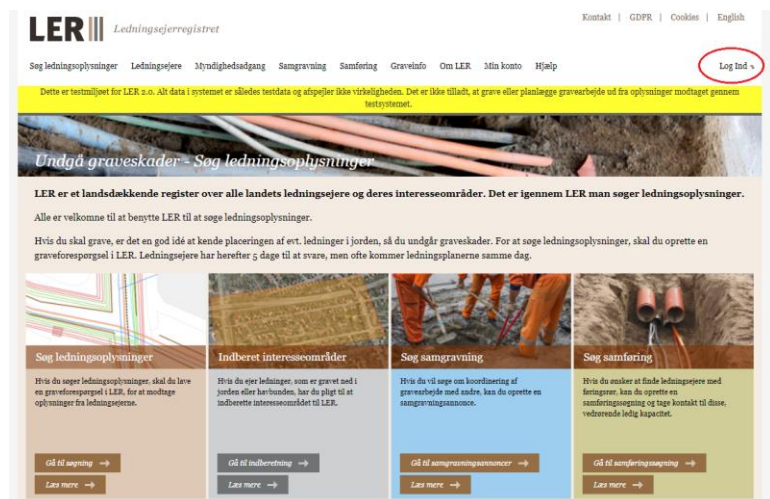 Kontakt | GDPR | Cookies | English
LER Ledningsejerregistret
Søg ledningsoplysninger Ledningsejere Myndighedsadgang Samgravning Samføring Graveinfo Om LER Min konto Hjælp Log Ind
Dette er testmiljøet for LER 2.0. Alt data i systemet er således testdata og afspejler ikke virkeligheden. Det er ikke tilladt, at grave eller planlægge gravearbejde ud fra oplysninger modtaget gennem
testsystemet.
Undgå graveskader - Søg ledningsoplysninger
LER er et landsdækkende register over alle landets ledningsejere og deres interesseområder. Det er igennem LER man søger ledningsoplysninger.
Alle er velkomne til at benytte LER til at søge ledningsoplysninger.
Hvis du skal grave, er det en god idé at kende placeringen af evt. ledninger i jorden, så du undgår graveskader. For at søge ledningsoplysninger, skal du oprette en
graveforespørgsel i LER. Ledningsejere har herefter 5 dage til at svare, men ofte kommer ledningsplanerne samme dag.
Søg ledningsoplysninger
Hvis du søger ledningsoplysninger, skal du lave
en graveforespørgsel i LER, for at modtage
oplysninger fra ledningsejerne.
Gå til søgning →
Læs mere →
Indberet interesseområder
Hvis du ejer ledninger, som er gravet ned i
jorden eller havbunden, har du pligt til at
indberette interesseområdet til LER.
Gå til indberetning →
Læs mere →
Søg samgravning
Hvis du vil søge om koordinering af
gravearbejde med andre, kan du oprette en
samgravningsannonce.
Gå til samgravningsannoncer →
Læs mere →
Søg samføring
Hvis du ønsker at finde ledningsejere med
føringsrør, kan du oprette en
samføringssøgning og tage kontakt til disse,
vedrørende ledig kapacitet.
Gå til samføringssøgning →
Læs mere →